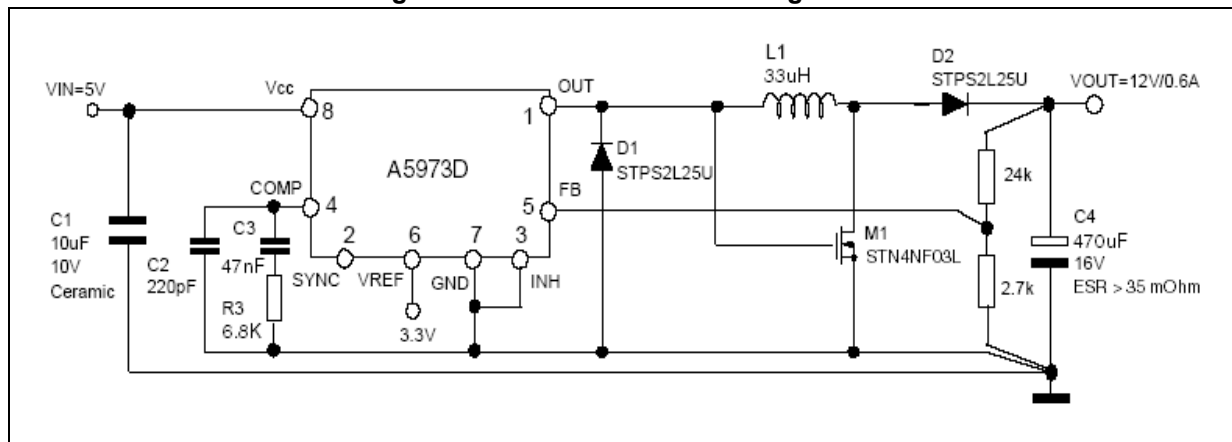 VIN=5V
Vcc
8
OUT
1
L1
33uH
D2
STPS2L25U
VOUT=12V/0.6A
A5973D
D1
STPS2L25U
FB
5
24k
COMP
4
C1
10uF
10V
Ceramic
C2
220pF
C3
47nF
R3
6.8K
2
SYNC
6
VREF
3.3V
7
GND
3
INH
M1
STN4NF03L
2.7k
C4
470uF
16V
ESR > 35 mOhm